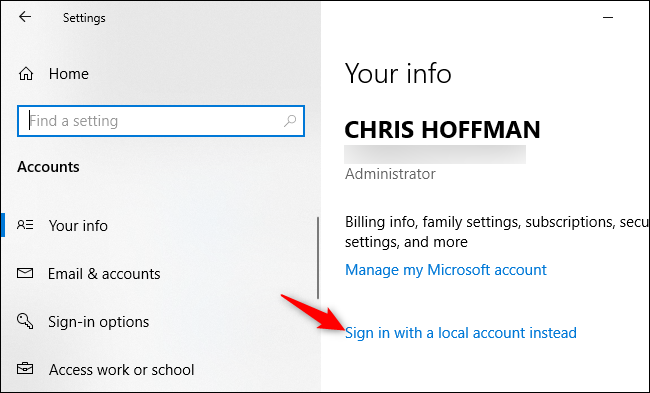 Settings
Home
Find a setting
Accounts
Your info
Email & accounts
Sign-in options
Access work or school
Your info
CHRIS HOFFMAN
Administrator
Billing info, family settings, subscriptions, secu
settings, and more
Manage my Microsoft account
Sign in with a local account instead